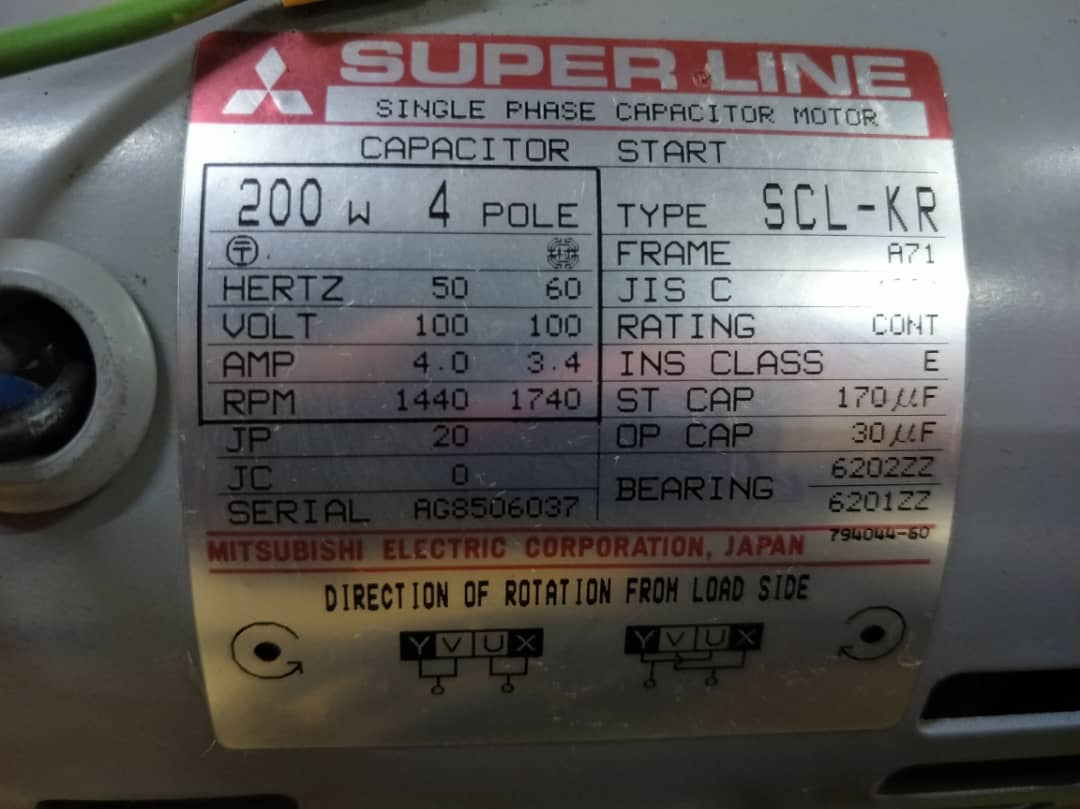 SUPER LINE
SINGLE PHASE CAPACITOR MOTOR
CAPACITOR START
200 W 4 POLE TYPE SCL-KR
FRAME A71
HERTZ 50 60 JIS C
VOLT 100 100 RATING CONT
AMP 4.0 3.4 INS CLASS E
RPM 1440 1740 ST CAP 170μF
JP 20 OP CAP 30μF
JC 0 BEARING 6202ZZ
SERIAL AG8506037 6201ZZ
MITSUBISHI ELECTRIC CORPORATION, JAPAN 794044-60
DIRECTION OF ROTATION FROM LOAD SIDE
Y V U X Y V U X